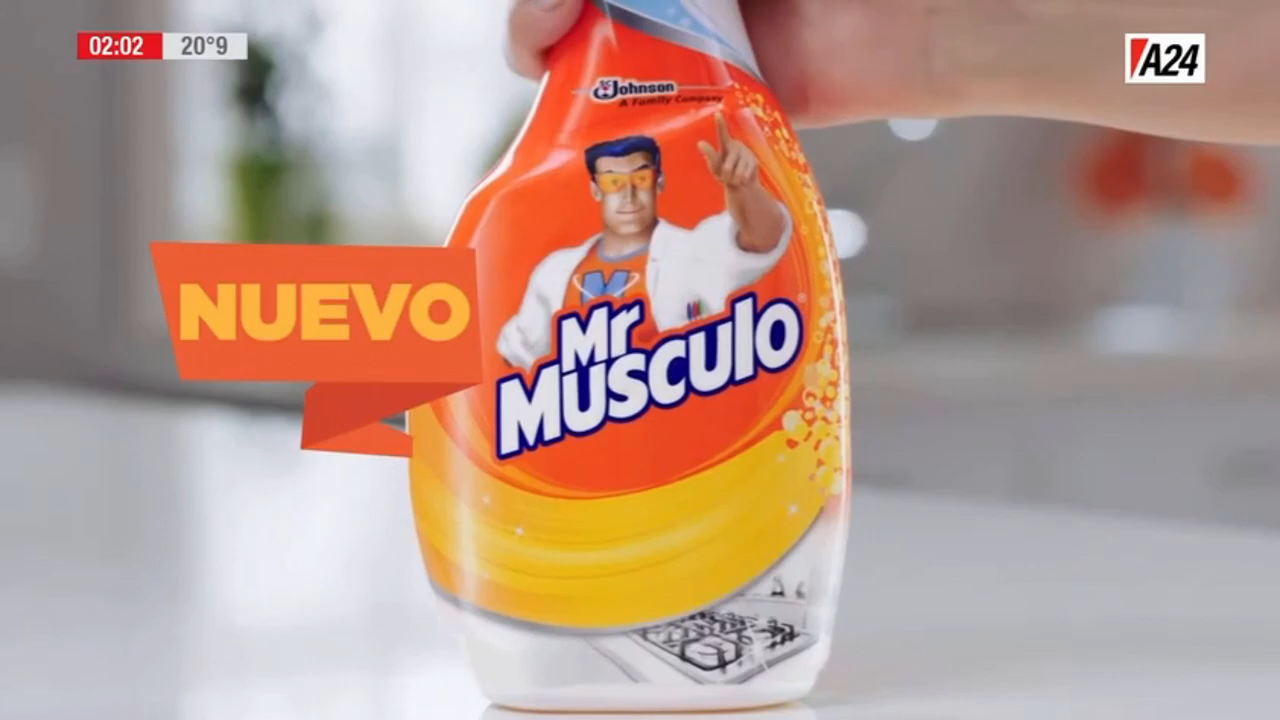 02:02 20°9
A24
SC Johnson
A Family Company
NUEVO
M
Mr
MUSCULO